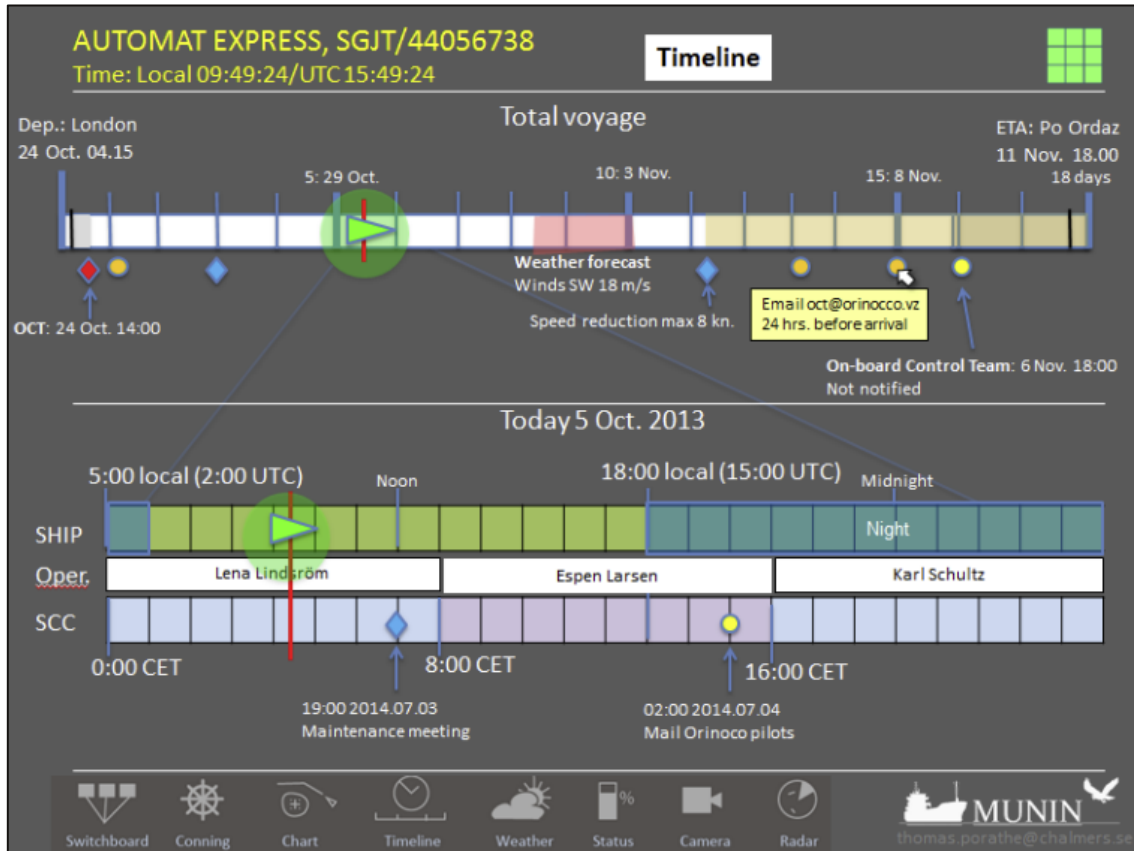 AUTOMAT EXPRESS, SGJT/44056738
Time: Local 09:49:24/UTC 15:49:24
Timeline
Total voyage
Dep.: London
24 Oct. 04.15
ETA: Po Ordaz
11 Nov. 18.00
5: 29 Oct.
10: 3 Nov.
15: 8 Nov.
18 days
Weather forecast
Winds SW 18 m/s
Speed reduction max 8 kn.
Email oct@orinocco.vz
24 hrs. before arrival
OCT: 24 Oct. 14:00
On-board Control Team: 6 Nov. 18:00
Not notified
Today 5 Oct. 2013
5:00 local (2:00 UTC)
Noon
18:00 local (15:00 UTC)
Midnight
SHIP
Night
Oper.
Lena Lindsröm
Espen Larsen
Karl Schultz
SCC
0:00 CET
8:00 CET
16:00 CET
19:00 2014.07.03
Maintenance meeting
02:00 2014.07.04
Mail Orinoco pilots
%
Switchboard
Conning
Chart
Timeline
Weather
Status
Camera
Radar
MUNIN
thomas.porathe@chalmers.se